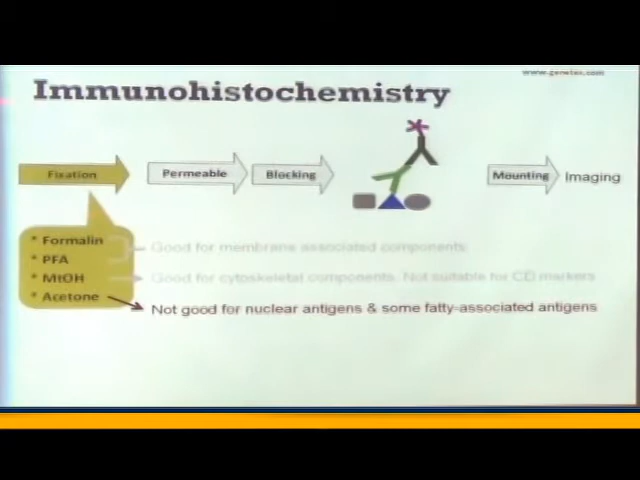 www.genetex.com
Immunohistochemistry
Fixation
Permeable
Blocking
Mounting
Imaging
* Formalin
* PFA
* MtOH
* Acetone
Good for membrane associated components
Good for cytoskeletal components. Not suitable for CD markers
Not good for nuclear antigens & some fatty-associated antigens